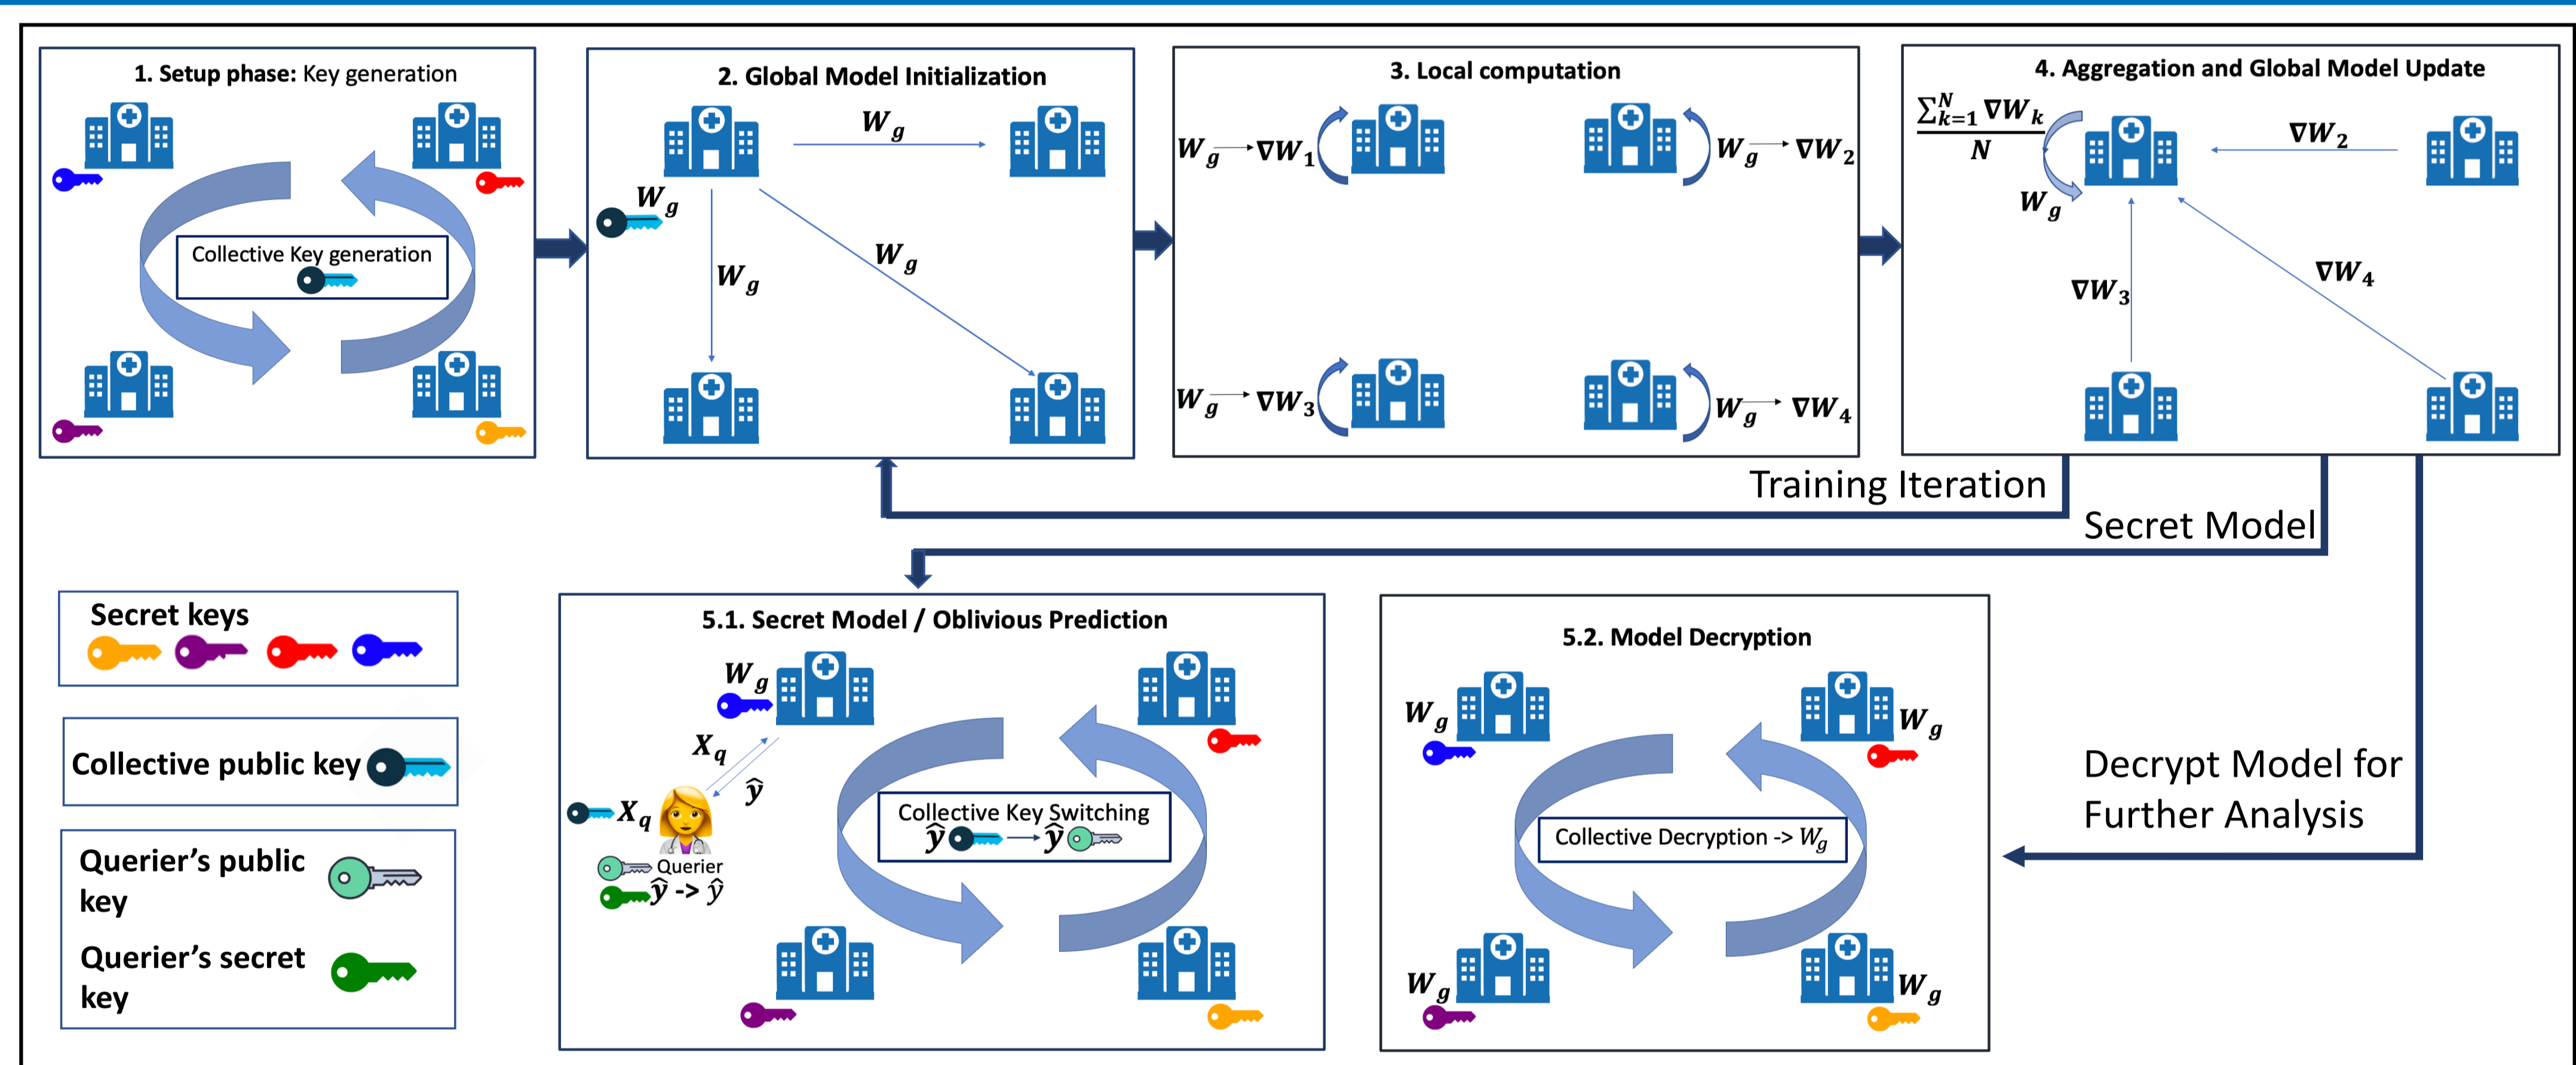 1. Setup phase: Key generation
Collective Key generation
2. Global Model Initialization
W_g
W_g
W_g
W_g
3. Local computation
W_g → ∇W_1
W_g → ∇W_2
W_g → ∇W_3
W_g → ∇W_4
4. Aggregation and Global Model Update
∑_{k=1}^{N} ∇W_k
N
W_g
∇W_2
∇W_3
∇W_4
Training Iteration
Secret Model
Decrypt Model for
Further Analysis
Secret keys
Collective public key
Querier's public
key
Querier's secret
key
5.1. Secret Model / Oblivious Prediction
W_g
X_q
ŷ
X_q
Querier
ŷ -> ŷ
Collective Key Switching
ŷ → ŷ
5.2. Model Decryption
W_g
W_g
Collective Decryption -> W_g
W_g
W_g